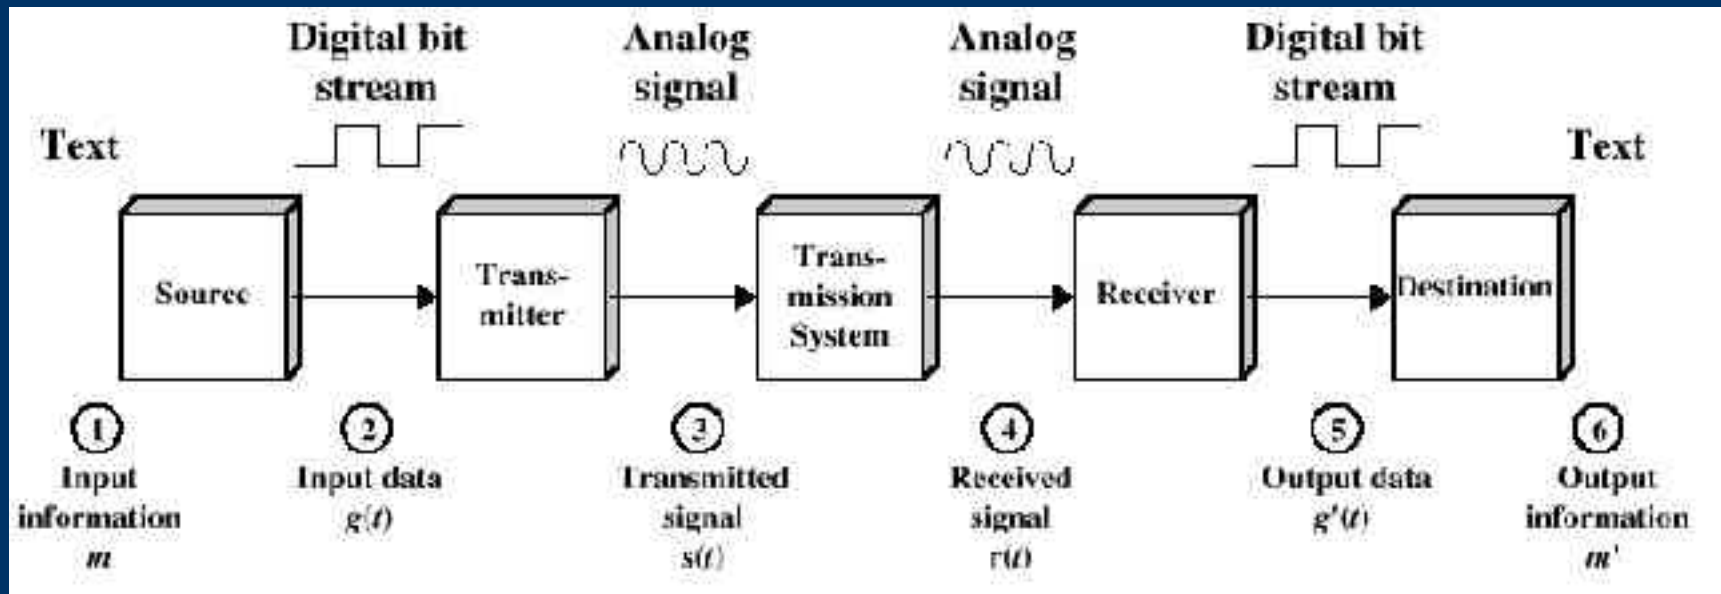 Digital bit
stream
Analog
signal
Analog
signal
Digital bit
stream
Text
Text
Source
Trans-
mitter
Trans-
mission
System
Receiver
Destination
1
Input
information
m
2
Input data
g(t)
3
Transmitted
signal
s(t)
4
Received
signal
r(t)
5
Output data
g'(t)
6
Output
information
m'